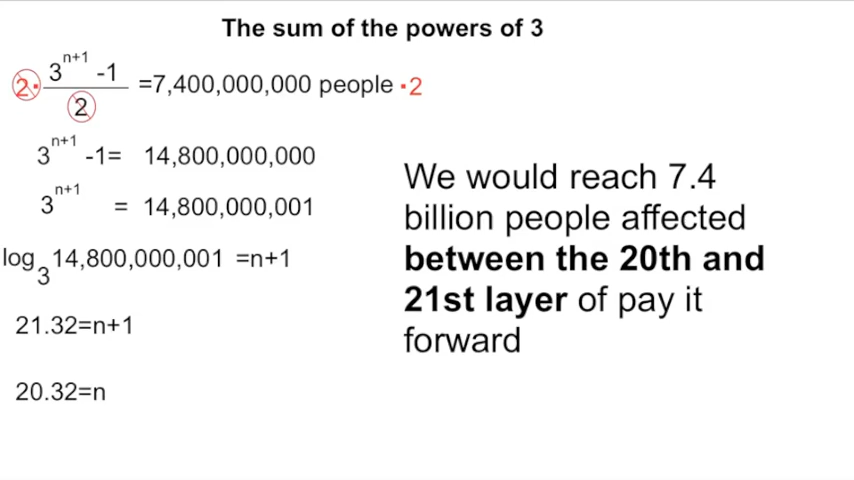 The sum of the powers of 3
2· (3^(n+1) -1)/2 =7,400,000,000 people ·2
3^(n+1) -1= 14,800,000,000
3^(n+1) = 14,800,000,001
log_3 14,800,000,001 =n+1
21.32=n+1
20.32=n
We would reach 7.4
billion people affected
between the 20th and
21st layer of pay it
forward